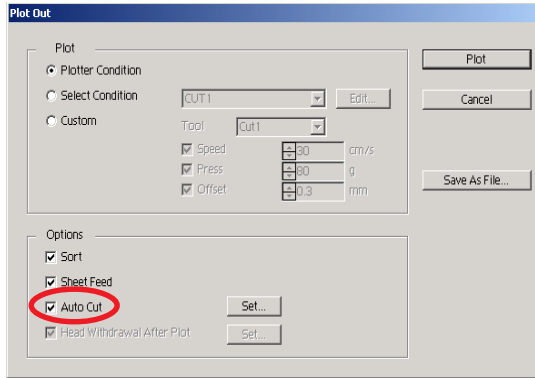 Plot Out
Plot
Plotter Condition
Select Condition
CUT1
Edit...
Custom
Tool
Cut1
Speed
30
cm/s
Press
80
g
Offset
0.3
mm
Plot
Cancel
Save As File...
Options
Sort
Sheet Feed
Auto Cut
Set...
Head Withdrawal After Plot
Set...